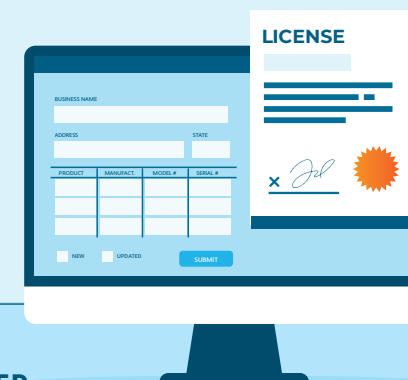 LICENSE
BUSINESS NAME
ADDRESS STATE
PRODUCT MANUFACT. MODEL # SERIAL #
NEW UPDATED SUBMIT